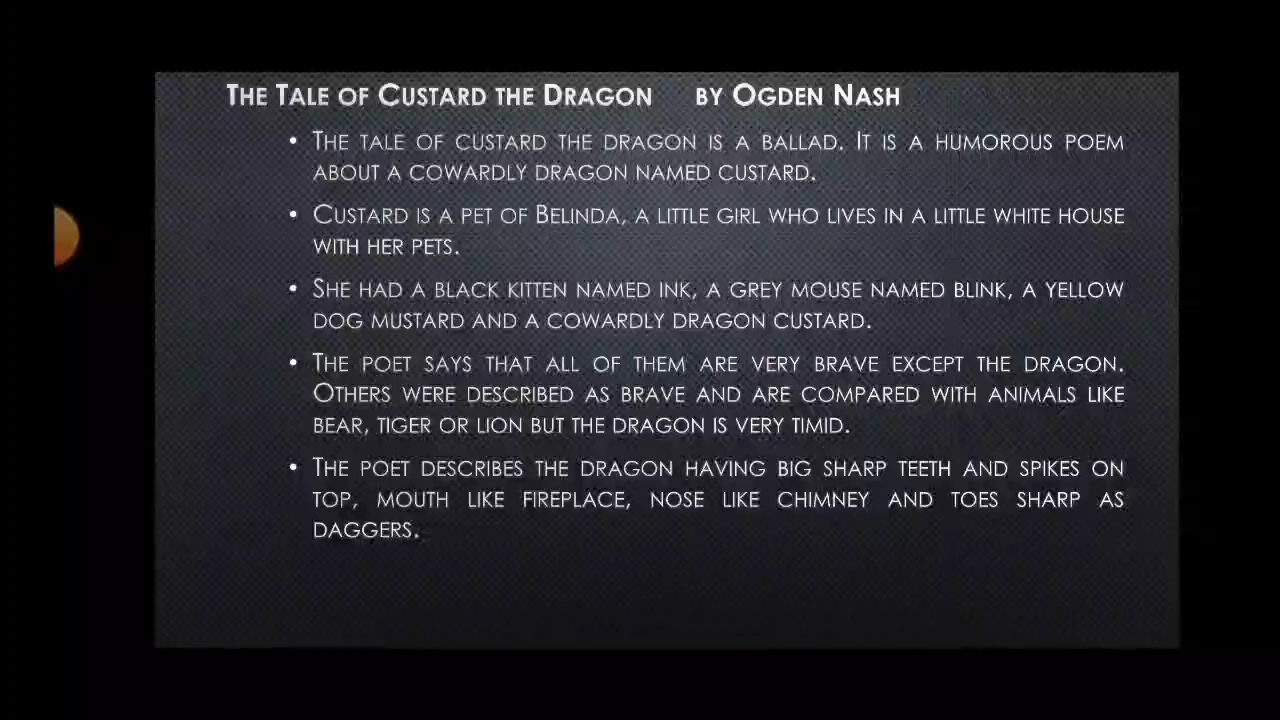 The Tale of Custard the Dragon by Ogden Nash
• The tale of custard the dragon is a ballad. It is a humorous poem
about a cowardly dragon named custard.
• Custard is a pet of Belinda, a little girl who lives in a little white house
with her pets.
• She had a black kitten named ink, a grey mouse named blink, a yellow
dog mustard and a cowardly dragon custard.
• The poet says that all of them are very brave except the dragon.
Others were described as brave and are compared with animals like
bear, tiger or lion but the dragon is very timid.
• The poet describes the dragon having big sharp teeth and spikes on
top, mouth like fireplace, nose like chimney and toes sharp as
daggers.